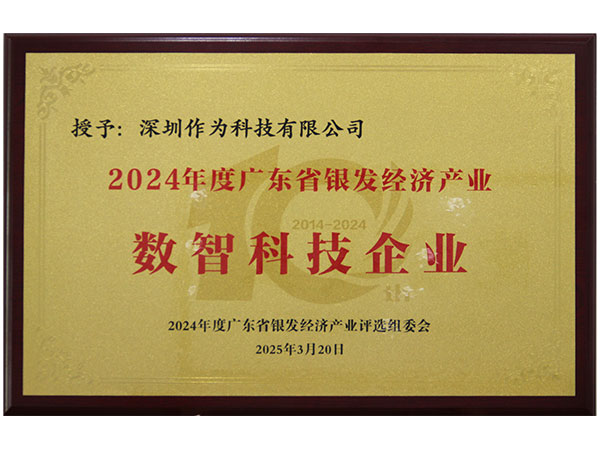 授予：深圳作为科技有限公司
2024年度广东省银发经济产业
2014-2024
数智科技企业
2024年度广东省银发经济产业评选组委会
2025年3月20日